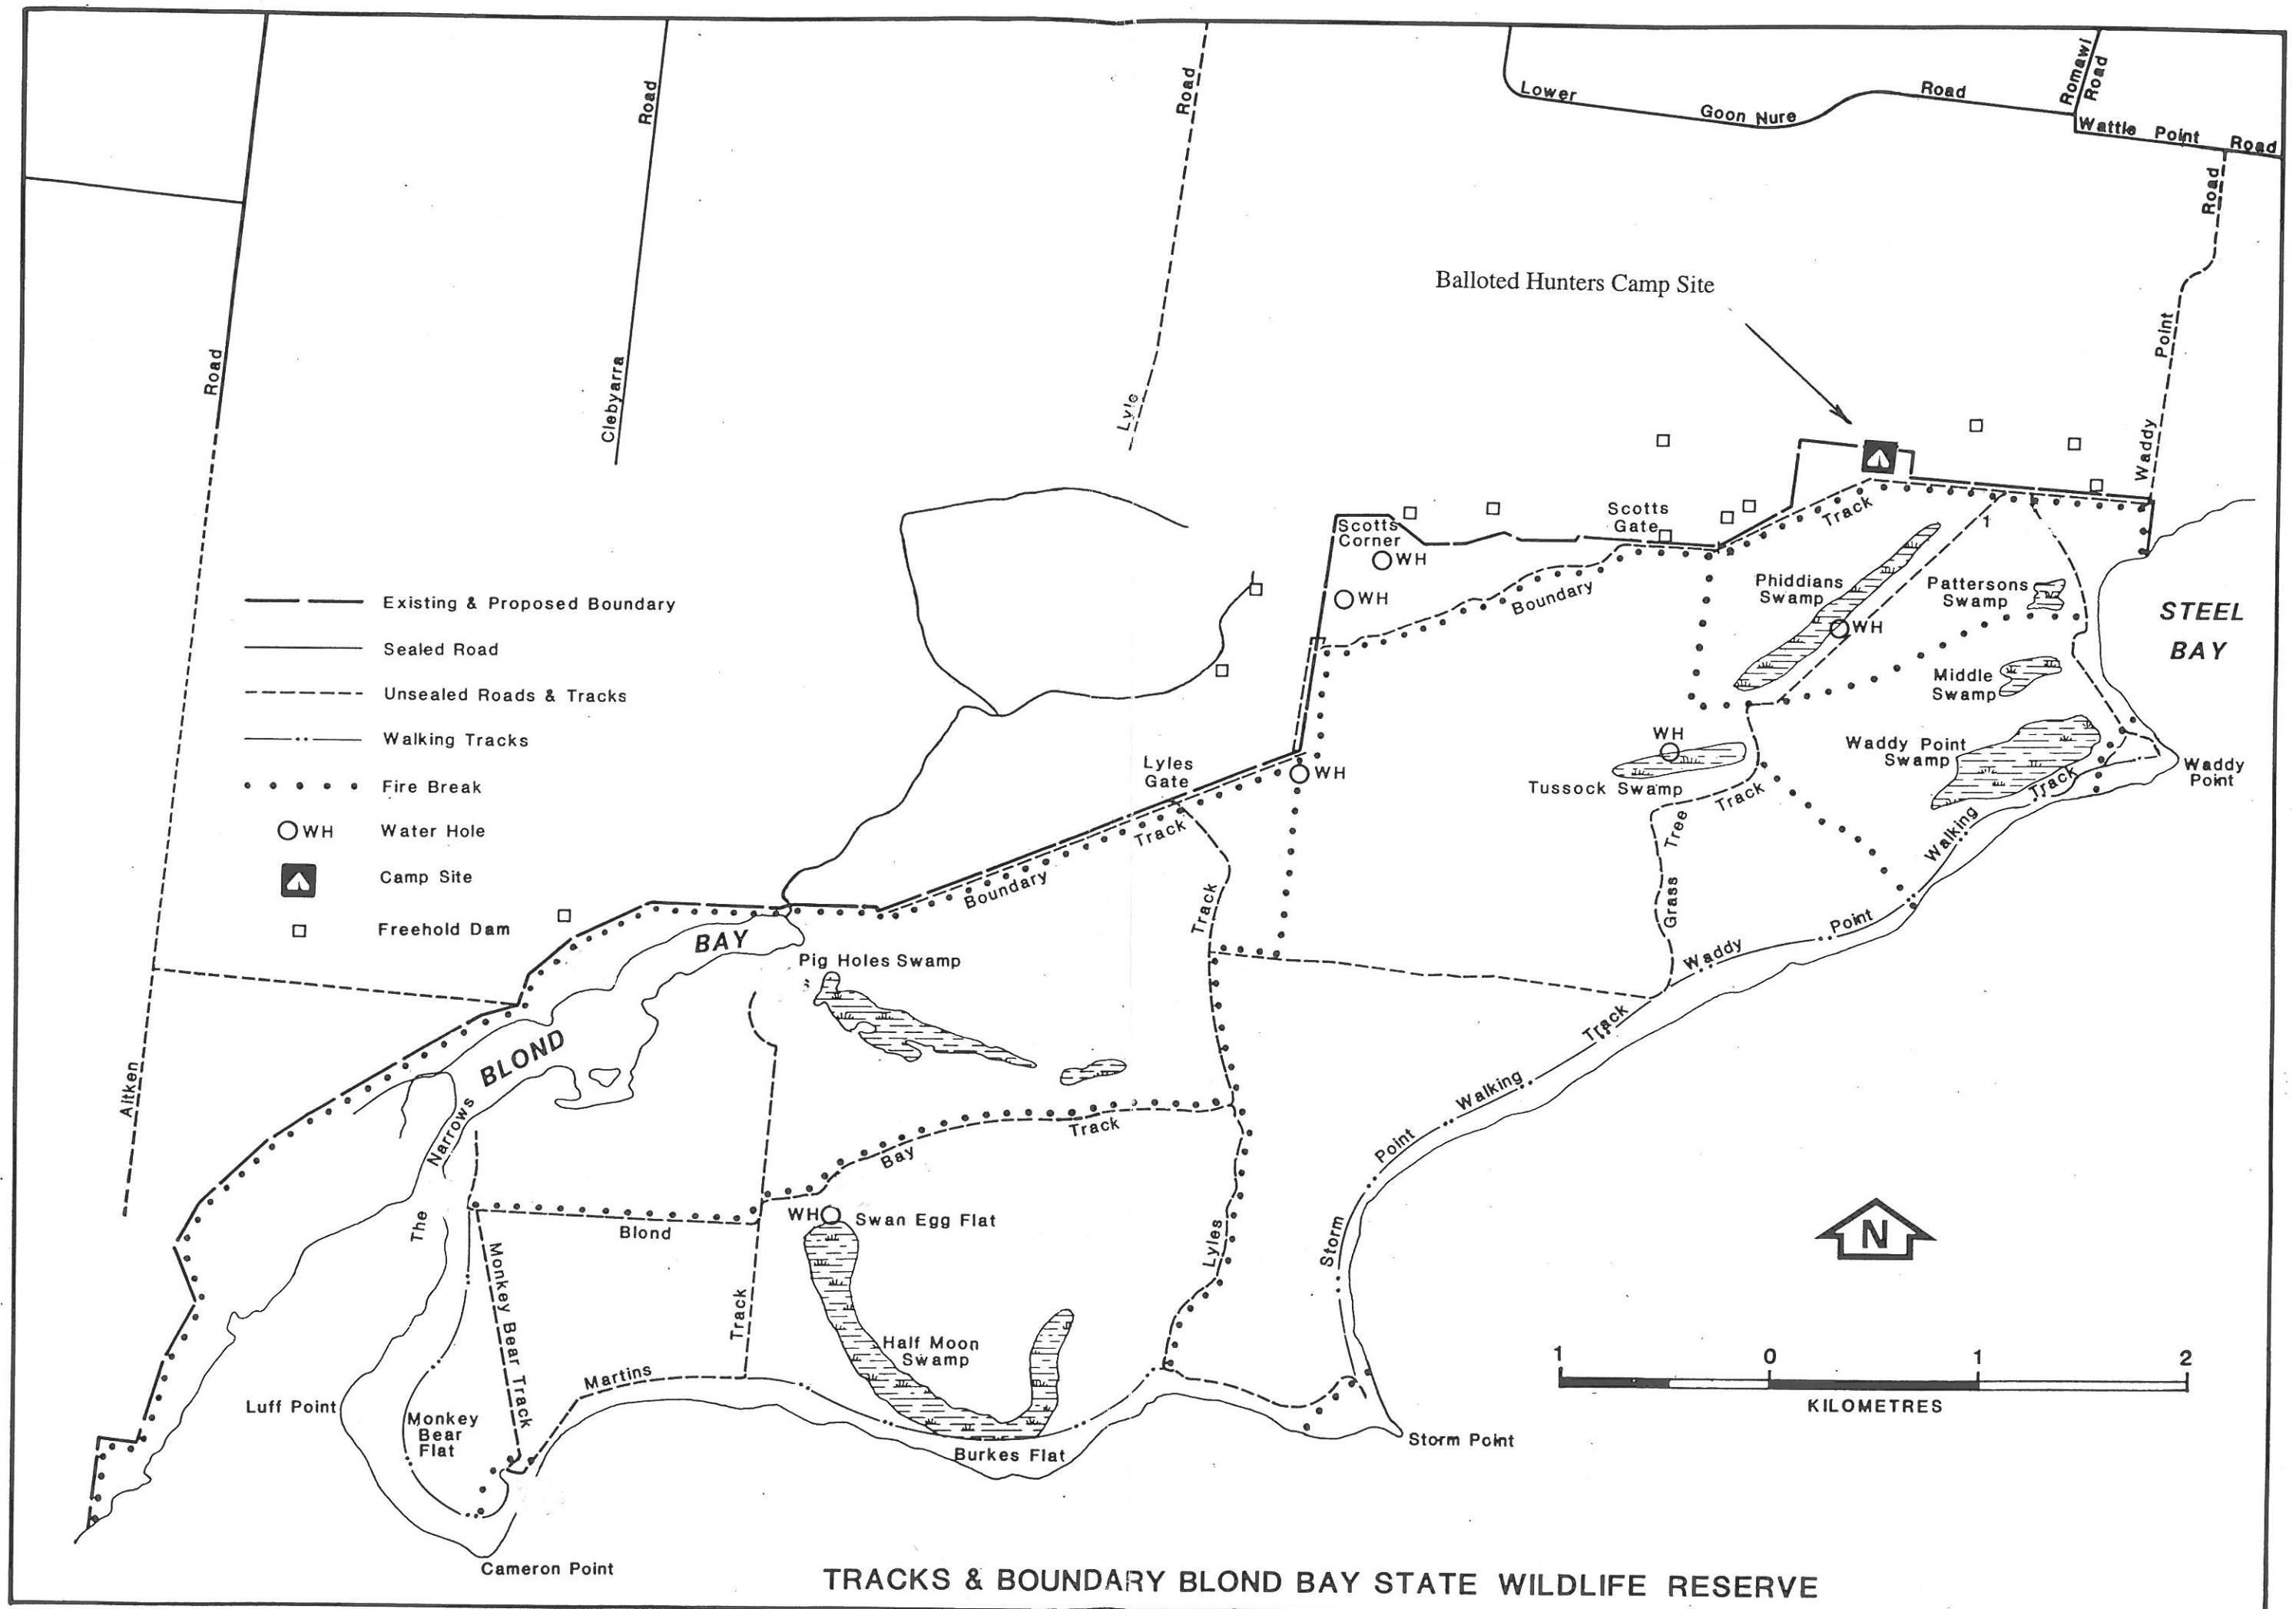 Road
Road
Road
Clebyarra
Lyle
Road
Lower
Goon Nure
Road
Romawi
Road
Wattle Point Road
Road
Point
Waddy
Balloted Hunters Camp Site
Scotts
Corner
WH
WH
Scotts
Gate
Track
1
Boundary
Phiddians
Swamp
WH
Pattersons
Swamp
STEEL
BAY
Middle
Swamp
Waddy Point
Swamp
Waddy
Point
WH
Tussock Swamp
Track
Tree
Grass
Track
Walking
Point
Waddy
Track
Walking
Point
Storm
Existing & Proposed Boundary
Sealed Road
Unsealed Roads & Tracks
Walking Tracks
Fire Break
WH Water Hole
Camp Site
Freehold Dam
Lyles
Gate
WH
Track
Boundary
Track
Lyles
BAY
BLOND
Pig Holes Swamp
Aitken
Narrows
The
Track
Bay
Blond
WH
Swan Egg Flat
Monkey Bear Track
Track
Half Moon
Swamp
Martins
Luff Point
Monkey
Bear
Flat
Burkes Flat
Storm Point
Cameron Point
N
1 0 1 2
KILOMETRES
TRACKS & BOUNDARY BLOND BAY STATE WILDLIFE RESERVE